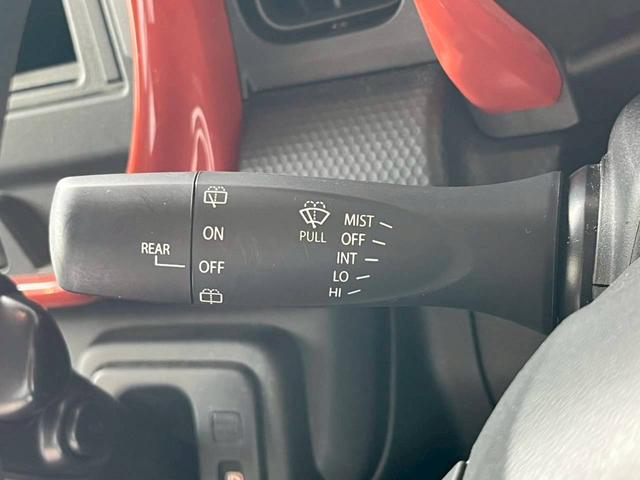 REAR
ON
OFF
PULL
MIST
OFF
INT
LO
HI